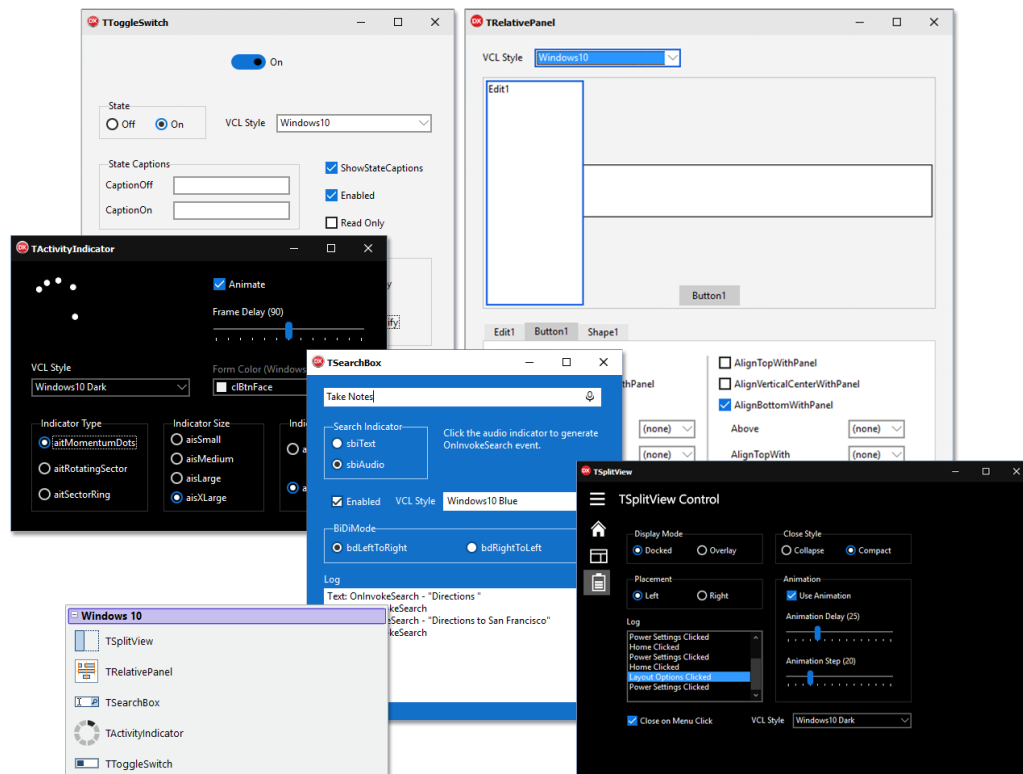 TToggleSwitch
On
State
Off
On
VCL Style
Windows10
State Captions
CaptionOff
CaptionOn
ShowStateCaptions
Enabled
Read Only
TRelativePanel
VCL Style
Windows10
Edit1
Button1
Edit1
Button1
Shape1
AlignTopWithPanel
AlignVerticalCenterWithPanel
AlignBottomWithPanel
(none)
Above
(none)
(none)
AlignTopWith
(none)
TActivityIndicator
Animate
Frame Delay (90)
VCL Style
Windows10 Dark
Form Color (Windows
clBtnFace
Indicator Type
aitMomentumDots
aitRotatingSector
aitSectorRing
Indicator Size
aisSmall
aisMedium
aisLarge
aisXLarge
TSearchBox
Take Notes
Search Indicator
sbiText
sbiAudio
Click the audio indicator to generate
OnInvokeSearch event.
Enabled
VCL Style
Windows10 Blue
BiDiMode
bdLeftToRight
bdRightToLeft
Log
Text: OnInvokeSearch - "Directions "
keSearch
keSearch - "Directions to San Francisco"
keSearch
TSplitView
TSplitView Control
Display Mode
Docked
Overlay
Close Style
Collapse
Compact
Placement
Left
Right
Animation
Use Animation
Animation Delay (25)
Animation Step (20)
Log
Power Settings Clicked
Home Clicked
Power Settings Clicked
Home Clicked
Layout Options Clicked
Power Settings Clicked
Close on Menu Click
VCL Style
Windows10 Dark
Windows 10
TSplitView
TRelativePanel
TSearchBox
TActivityIndicator
TToggleSwitch